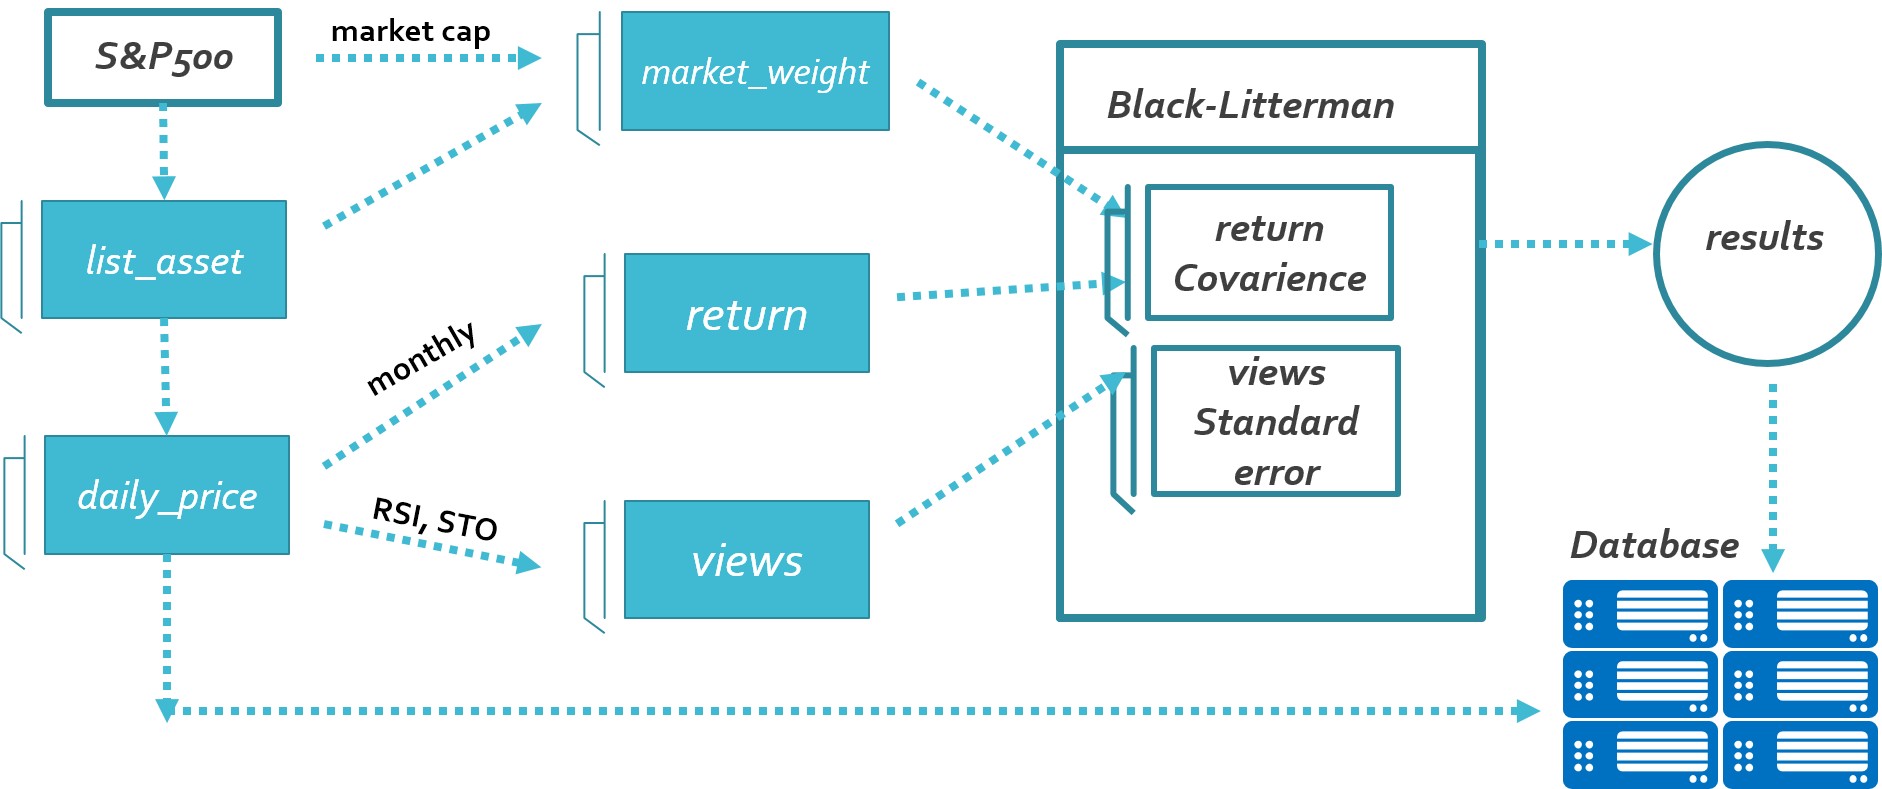 S&P500
market cap
market_weight
Black-Litterman
list_asset
return
Covarience
results
monthly
return
views
Standard
error
daily_price
RSI, STO
views
Database